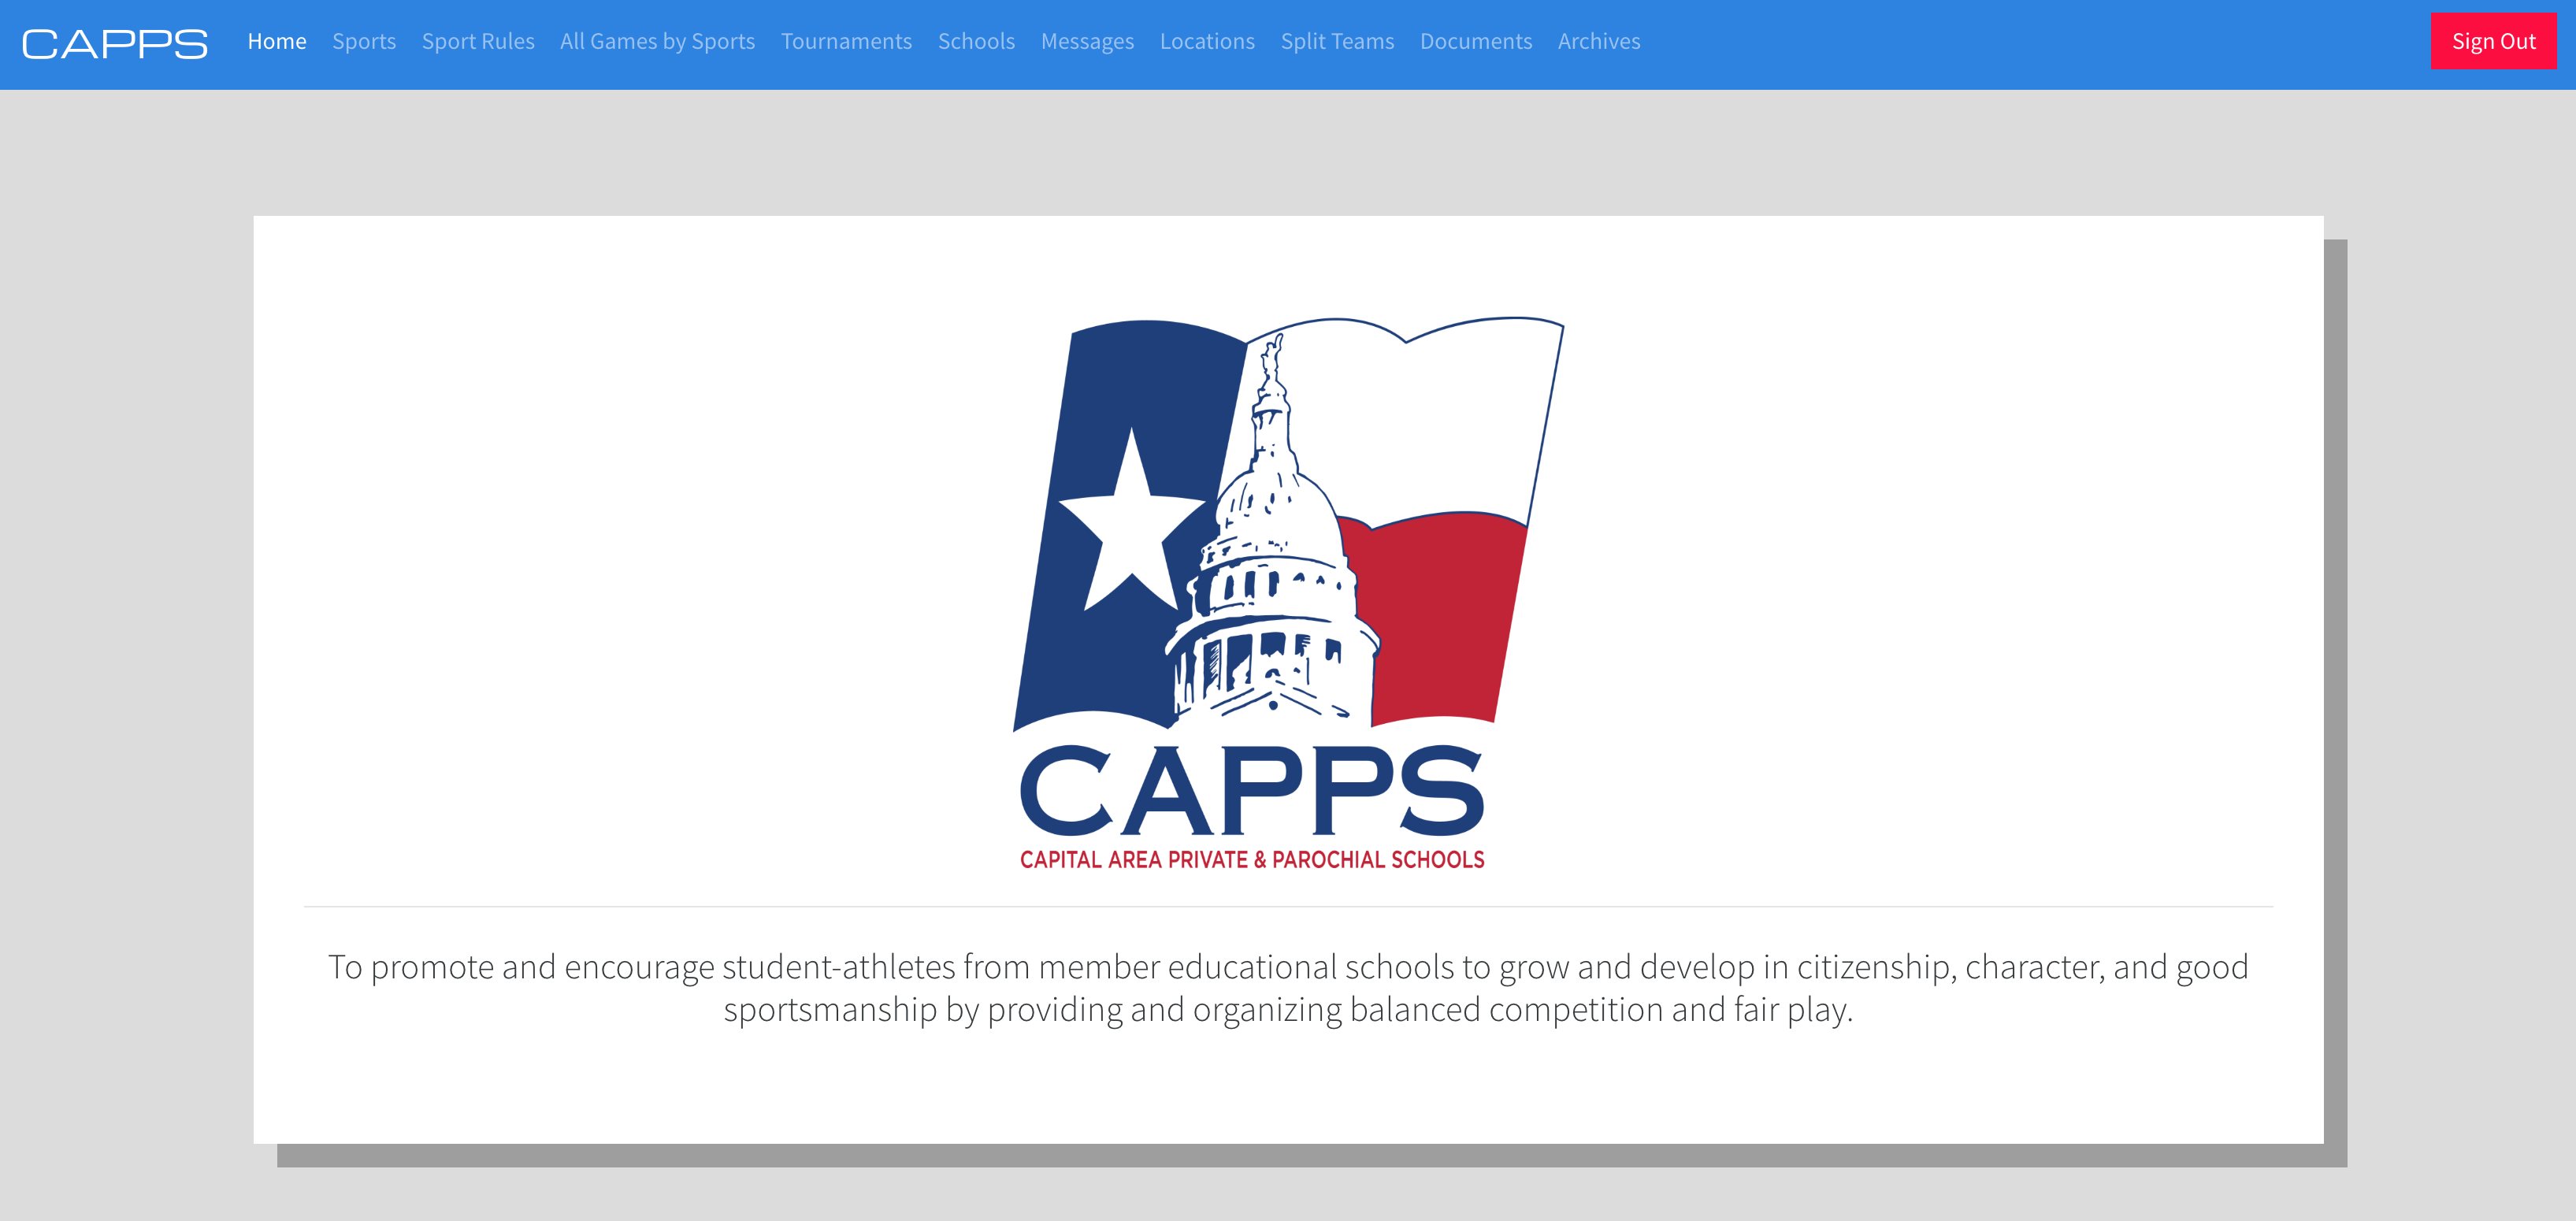 CAPPS Home Sports Sport Rules All Games by Sports Tournaments Schools Messages Locations Split Teams Documents Archives Sign Out
CAPPS
CAPITAL AREA PRIVATE & PAROCHIAL SCHOOLS
To promote and encourage student-athletes from member educational schools to grow and develop in citizenship, character, and good
sportsmanship by providing and organizing balanced competition and fair play.